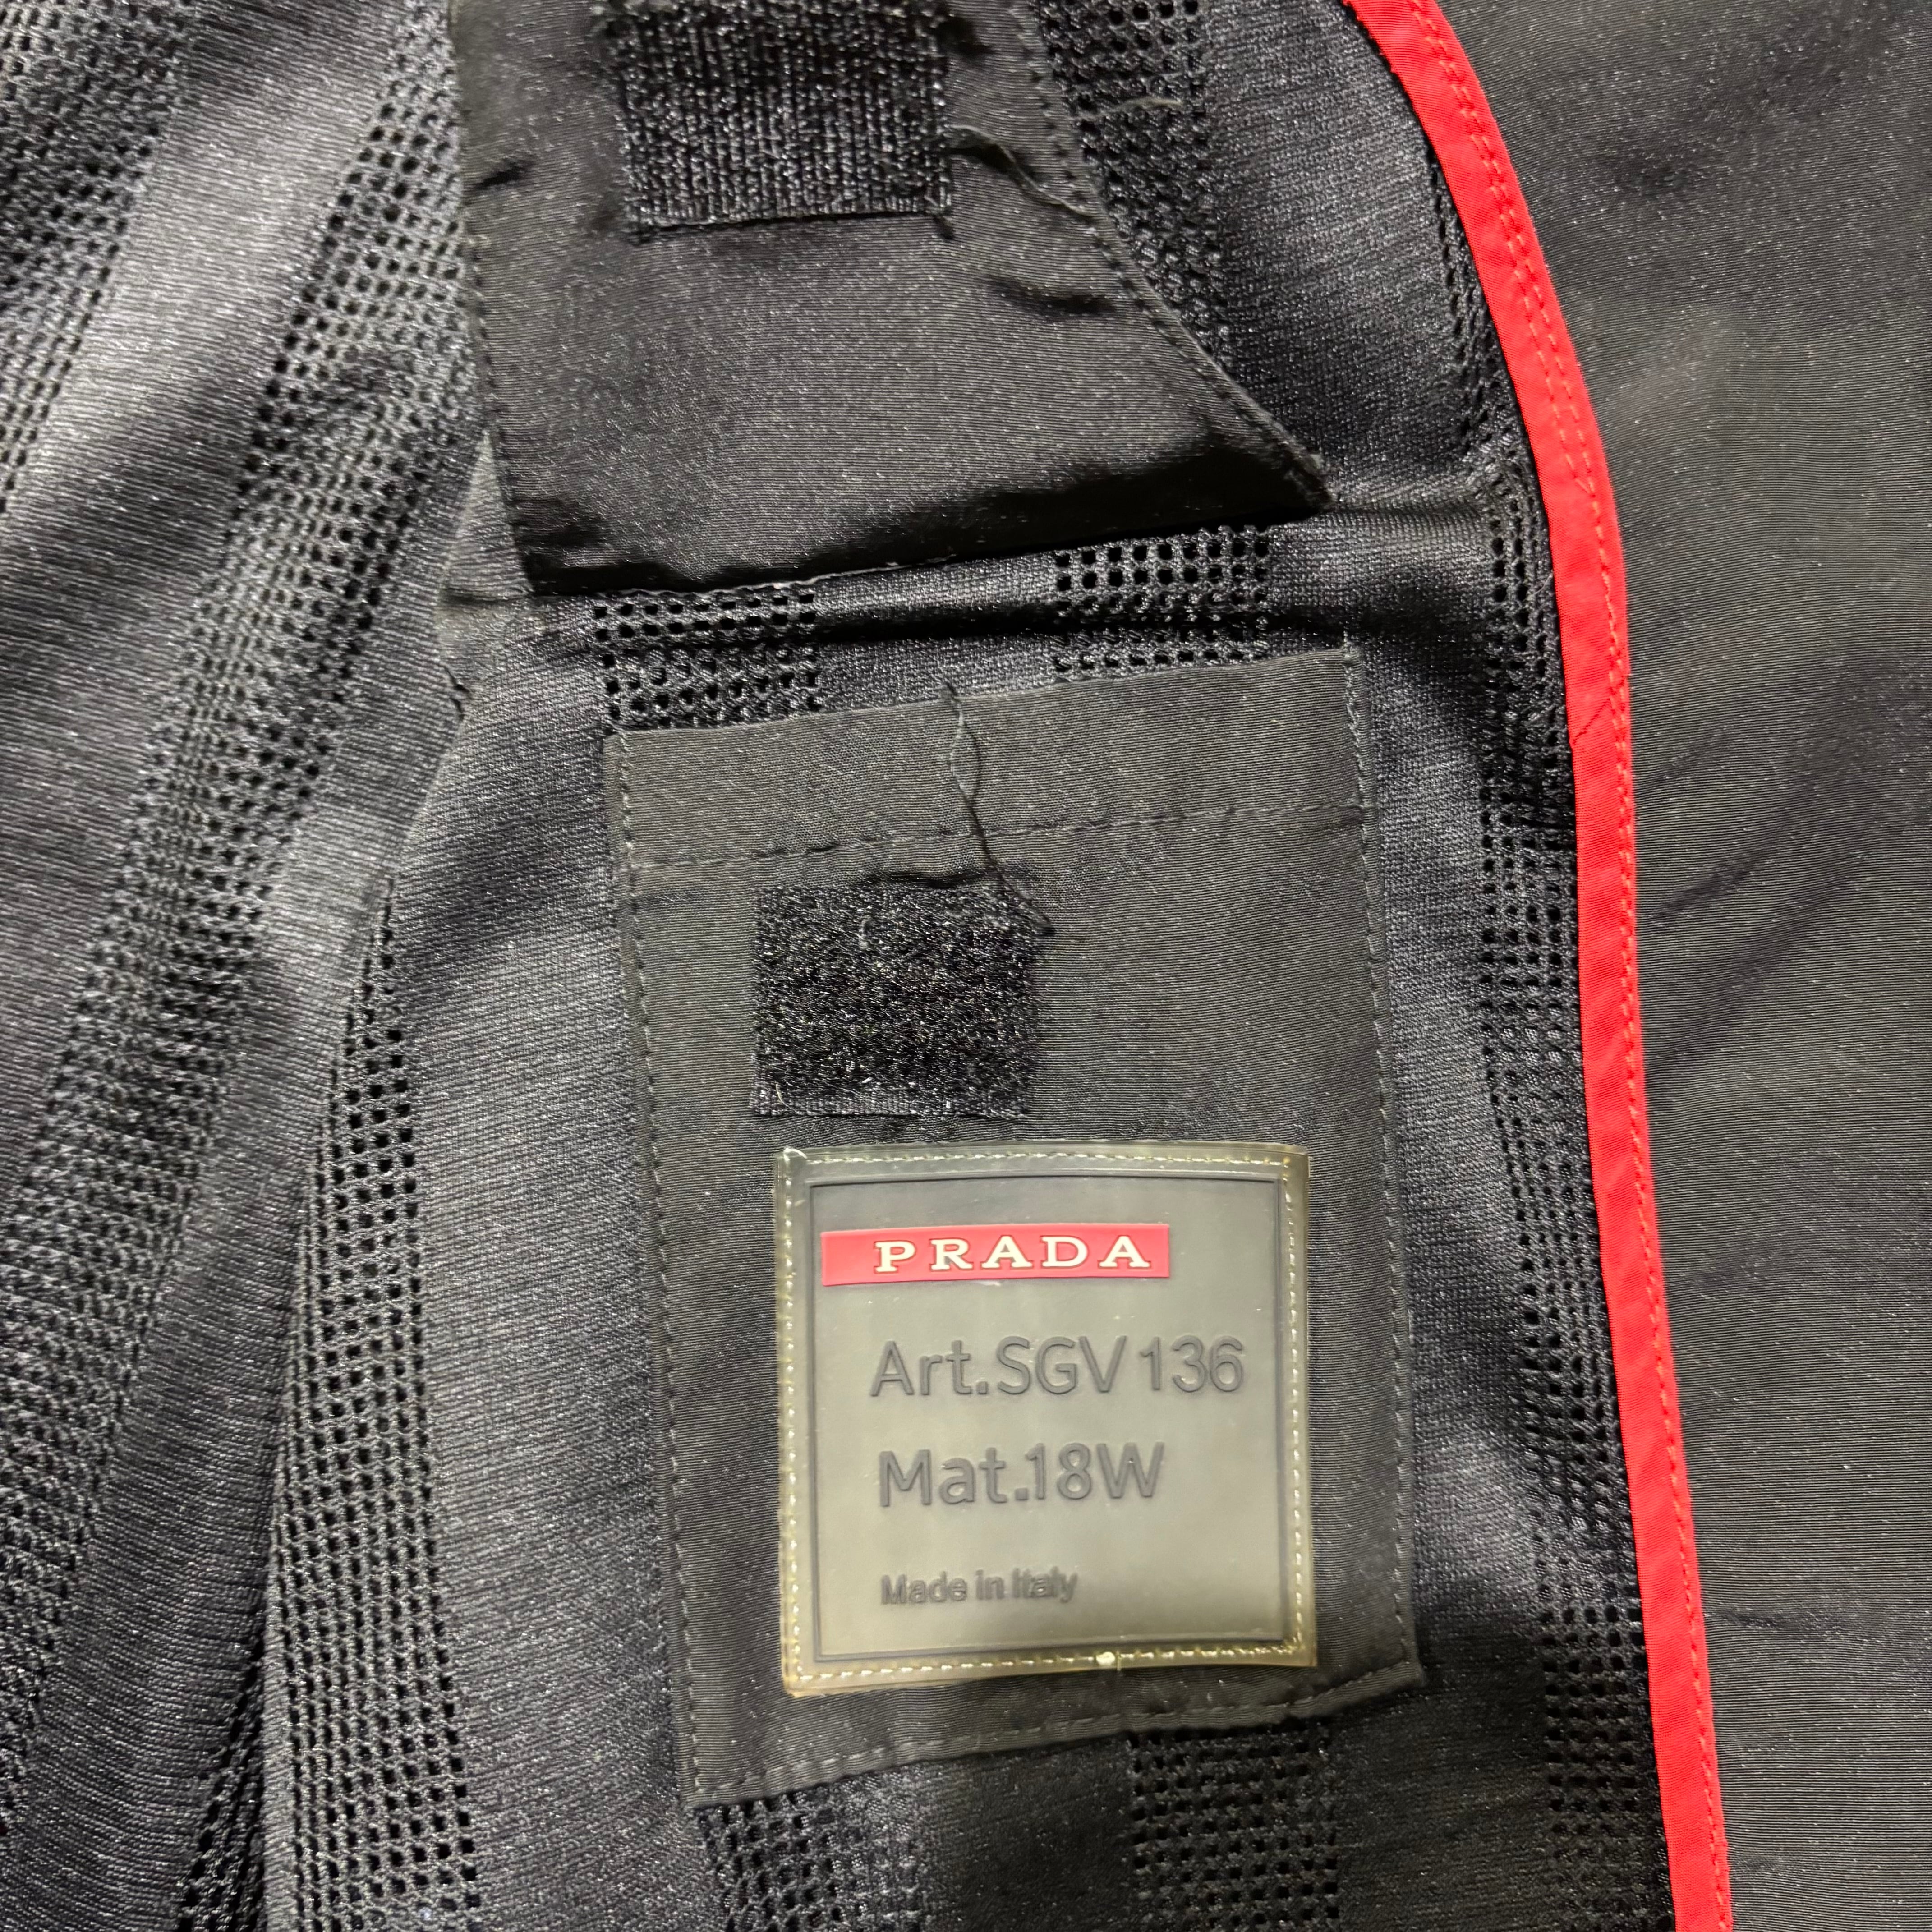 PRADA
Art.SGV 136
Mat.18W
Made in Italy